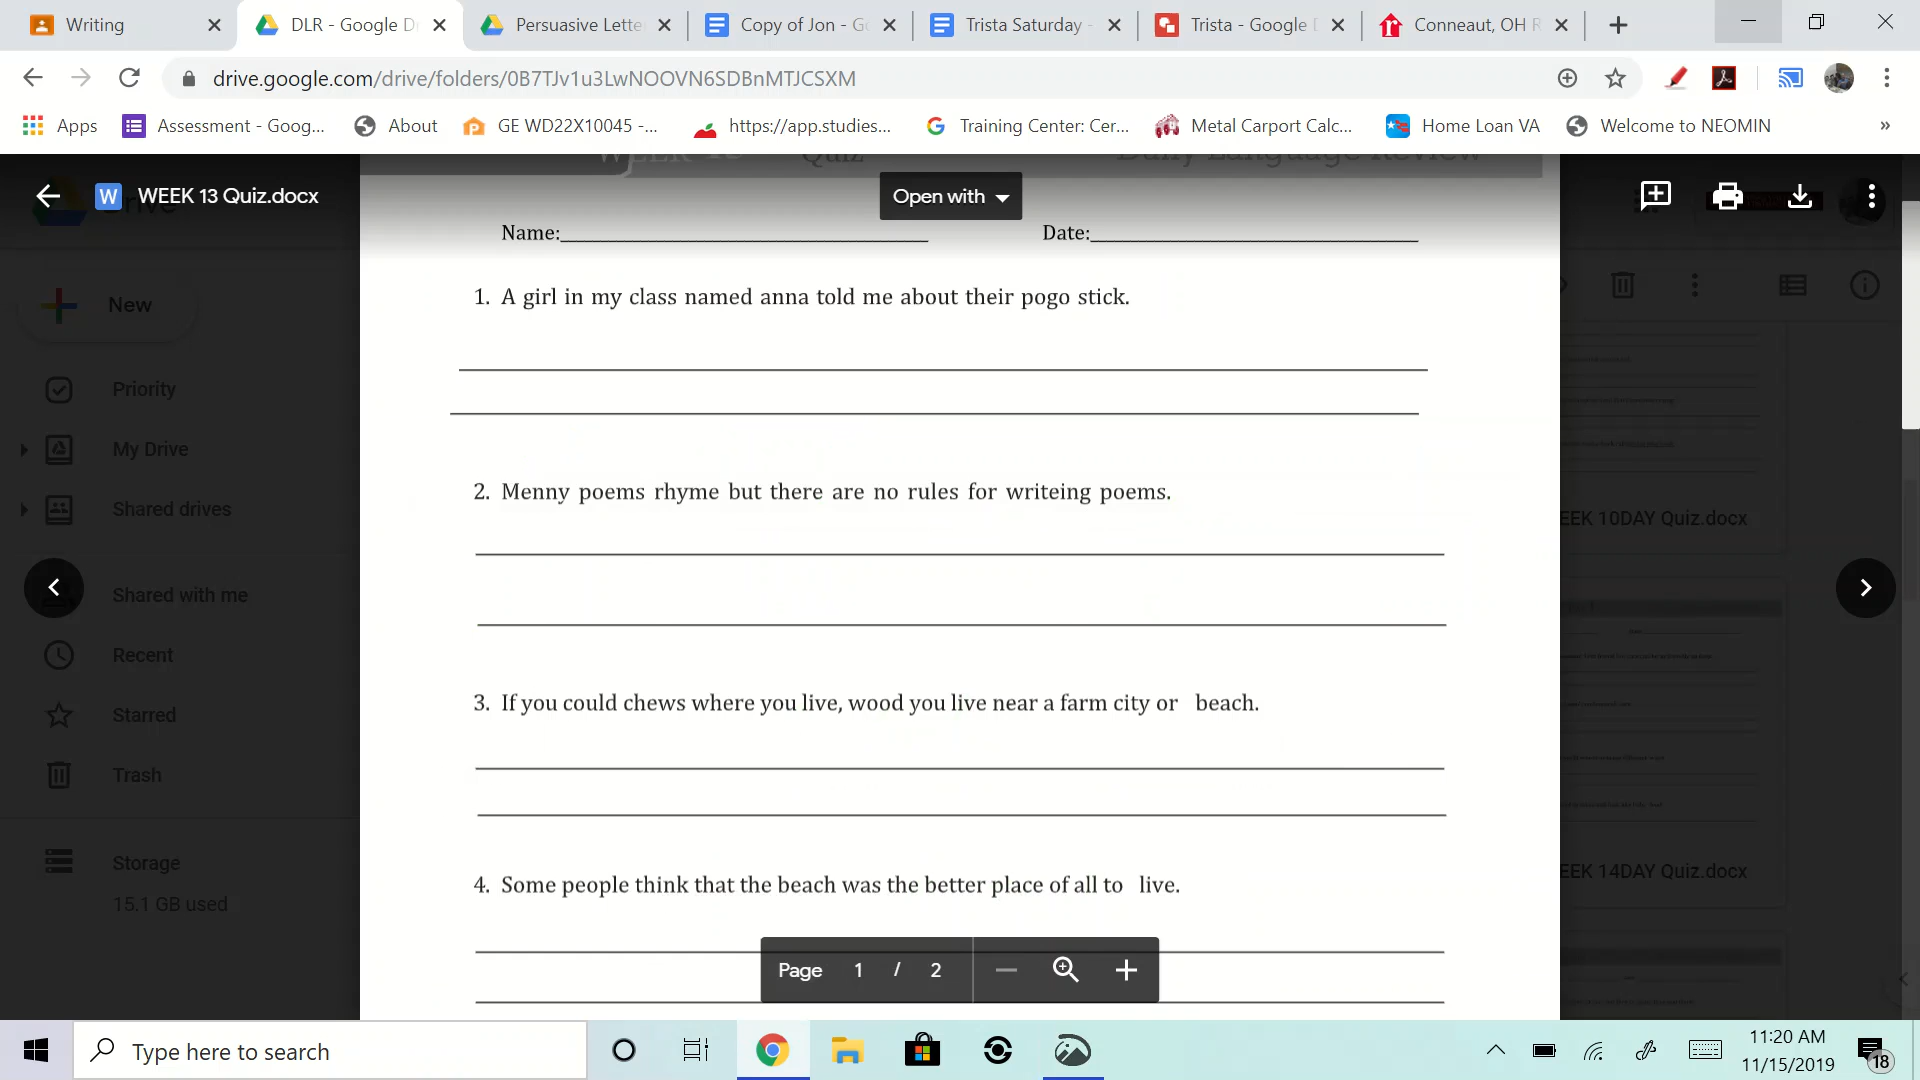 Writing
DLR - Google D
Persuasive Lette
Copy of Jon - Go
Trista Saturday -
Trista - Google D
Conneaut, OH R
drive.google.com/drive/folders/0B7TJv1u3LwNOOVN6SDBnMTJCSXM
Apps
Assessment - Goog...
About
GE WD22X10045 -...
https://app.studies...
Training Center: Cer...
Metal Carport Calc...
Home Loan VA
Welcome to NEOMIN
»
WEEK 13 Quiz Daily Language Review
W WEEK 13 Quiz.docx
Open with
Name:
Date:
1. A girl in my class named anna told me about their pogo stick.
2. Menny poems rhyme but there are no rules for writeing poems.
3. If you could chews where you live, wood you live near a farm city or beach.
4. Some people think that the beach was the better place of all to live.
New
Priority
My Drive
Shared drives
Shared with me
Recent
Starred
Trash
Storage
15.1 GB used
EEK 10DAY Quiz.docx
EEK 14DAY Quiz.docx
Page 1 / 2
Type here to search
11:20 AM
11/15/2019
18